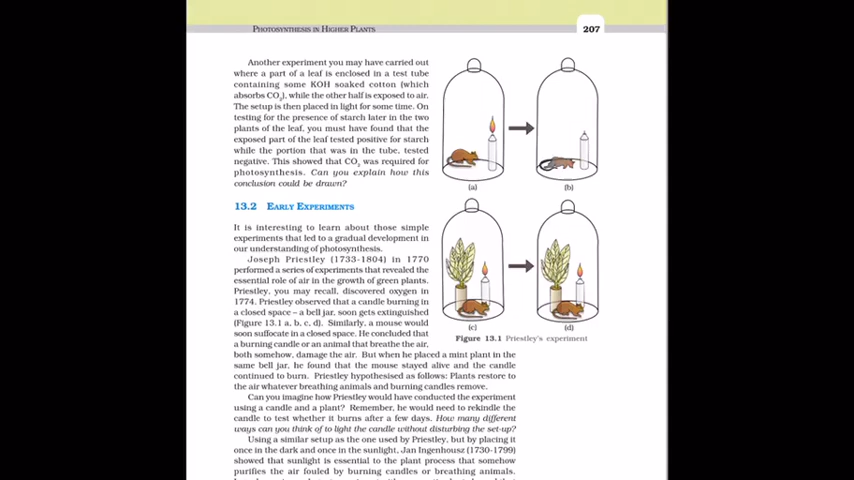 PHOTOSYNTHESIS IN HIGHER PLANTS
207
Another experiment you may have carried out
where a part of a leaf is enclosed in a test tube
containing some KOH soaked cotton (which
absorbs CO₂), while the other half is exposed to air.
The setup is then placed in light for some time. On
testing for the presence of starch later in the two
plants of the leaf, you must have found that the
exposed part of the leaf tested positive for starch
while the portion that was in the tube, tested
negative. This showed that CO₂ was required for
photosynthesis. Can you explain how this
conclusion could be drawn?
13.2 EARLY EXPERIMENTS
It is interesting to learn about those simple
experiments that led to a gradual development in
our understanding of photosynthesis.
Joseph Priestley (1733-1804) in 1770
performed a series of experiments that revealed the
essential role of air in the growth of green plants.
Priestley, you may recall, discovered oxygen in
1774. Priestley observed that a candle burning in
a closed space – a bell jar, soon gets extinguished
(Figure 13.1 a, b, c, d). Similarly, a mouse would
soon suffocate in a closed space. He concluded that
a burning candle or an animal that breathe the air,
both somehow, damage the air. But when he placed a mint plant in the
same bell jar, he found that the mouse stayed alive and the candle
continued to burn. Priestley hypothesised as follows: Plants restore to
the air whatever breathing animals and burning candles remove.
Can you imagine how Priestley would have conducted the experiment
using a candle and a plant? Remember, he would need to rekindle the
candle to test whether it burns after a few days. How many different
ways can you think of to light the candle without disturbing the set-up?
Using a similar setup as the one used by Priestley, but by placing it
once in the dark and once in the sunlight, Jan Ingenhousz (1730-1799)
showed that sunlight is essential to the plant process that somehow
purifies the air fouled by burning candles or breathing animals.
(a)
(b)
(c)
(d)
Figure 13.1 Priestley's experiment